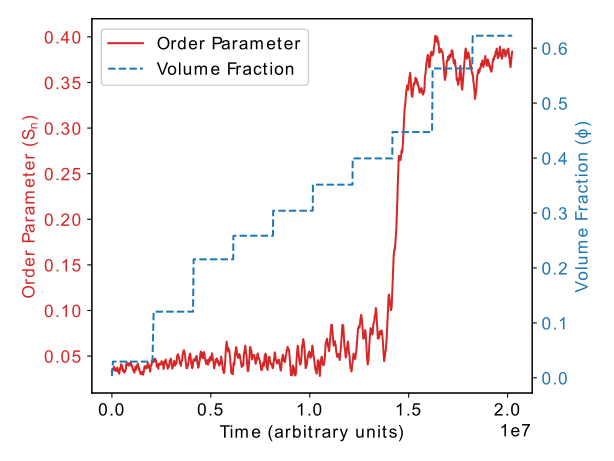 Order Parameter
Volume Fraction
Order Parameter (Sₙ)
0.40
0.35
0.30
0.25
0.20
0.15
0.10
0.05
Volume Fraction (ϕ)
0.6
0.5
0.4
0.3
0.2
0.1
0.0
0.0 0.5 1.0 1.5 2.0
1e7
Time (arbitrary units)